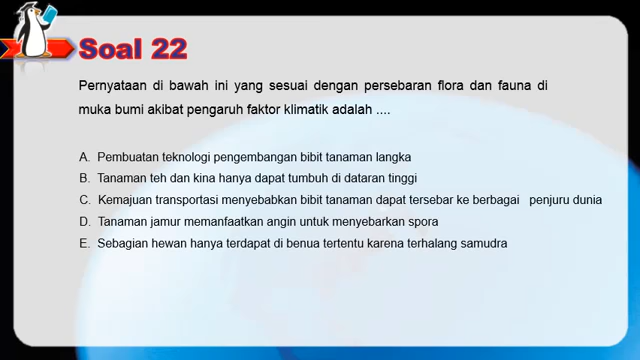 Soal 22
Pernyataan di bawah ini yang sesuai dengan persebaran flora dan fauna di
muka bumi akibat pengaruh faktor klimatik adalah ....
A. Pembuatan teknologi pengembangan bibit tanaman langka
B. Tanaman teh dan kina hanya dapat tumbuh di dataran tinggi
C. Kemajuan transportasi menyebabkan bibit tanaman dapat tersebar ke berbagai penjuru dunia
D. Tanaman jamur memanfaatkan angin untuk menyebarkan spora
E. Sebagian hewan hanya terdapat di benua tertentu karena terhalang samudra